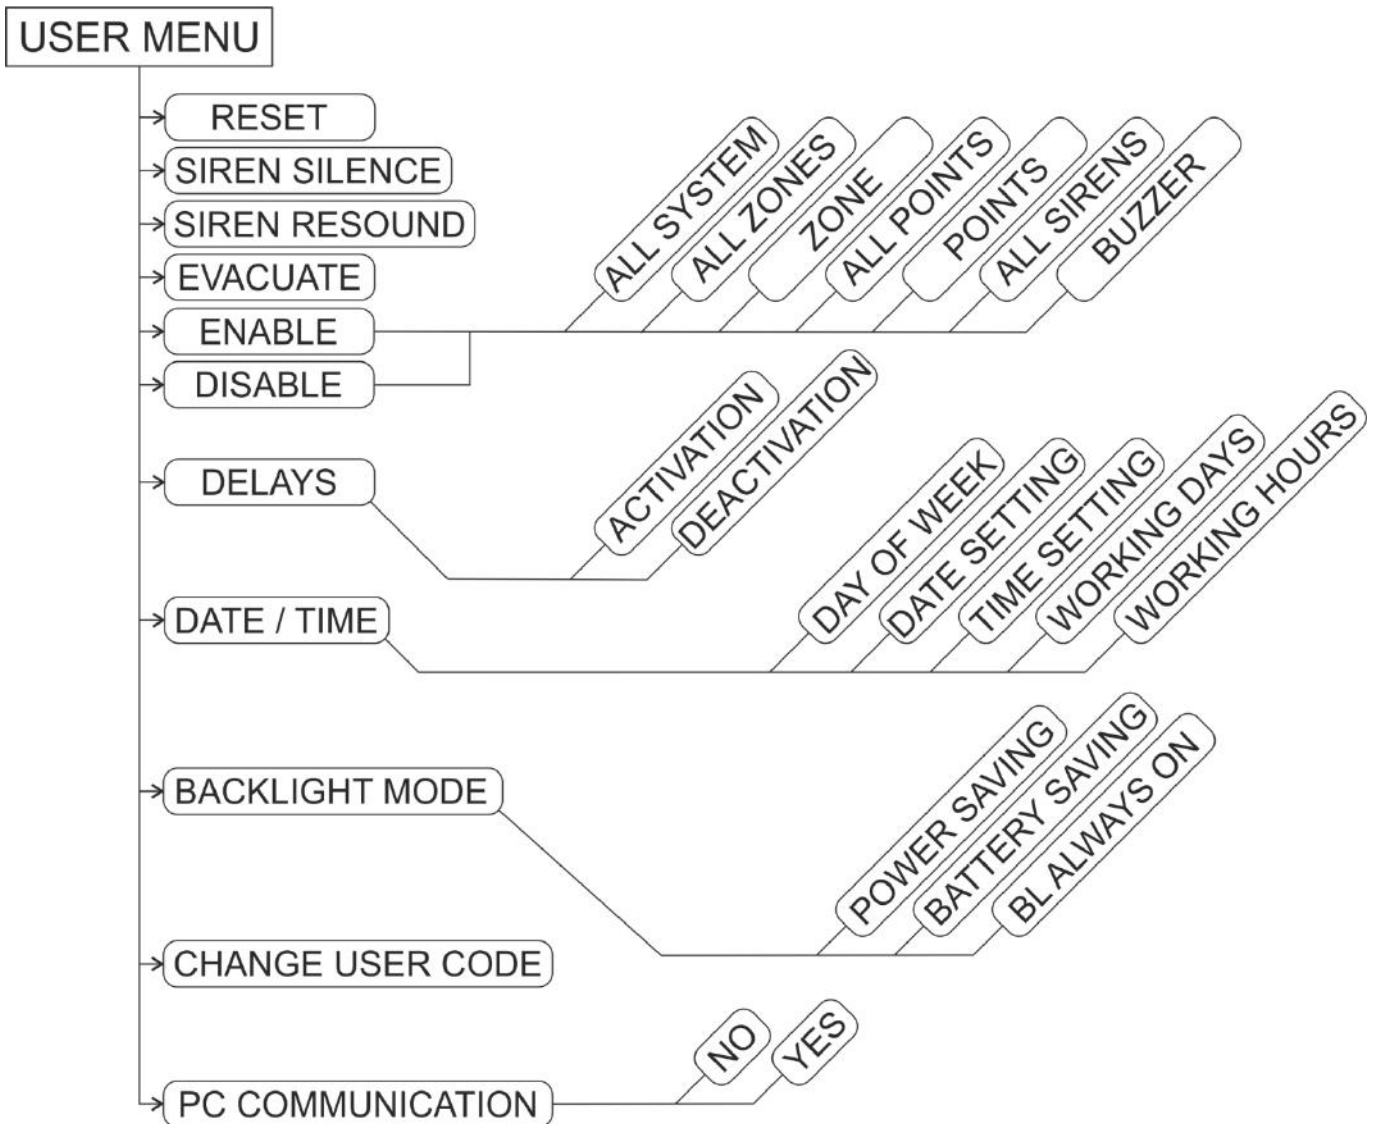 USER MENU
RESET
SIREN SILENCE
SIREN RESOUND
EVACUATE
ENABLE
DISABLE
ALL SYSTEM
ALL ZONES
ZONE
ALL POINTS
POINTS
ALL SIRENS
BUZZER
DELAYS
ACTIVATION
DEACTIVATION
DATE / TIME
DAY OF WEEK
DATE SETTING
TIME SETTING
WORKING DAYS
WORKING HOURS
BACKLIGHT MODE
POWER SAVING
BATTERY SAVING
BL ALWAYS ON
CHANGE USER CODE
PC COMMUNICATION
NO
YES